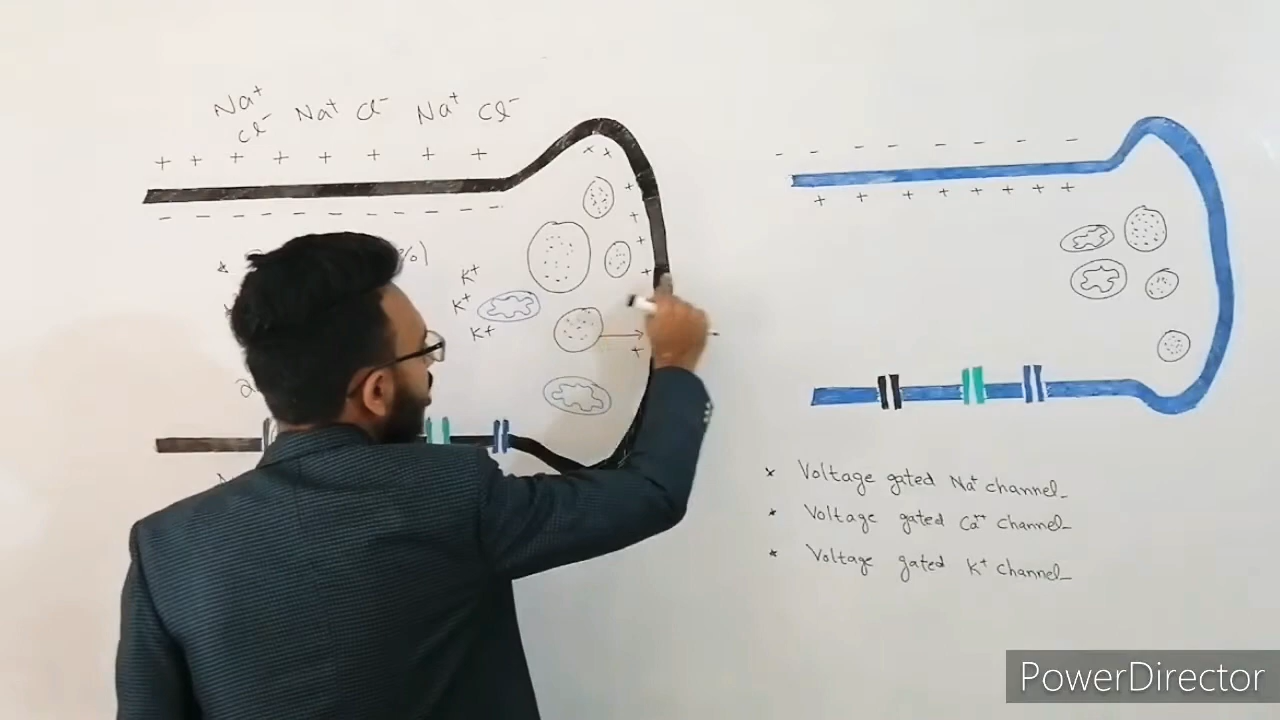 Na⁺ Na⁺ Cl⁻ Na⁺ Cl⁻
Cl⁻
+ + + + + + + +
− − − − − − − −
%)
K⁺
K⁺
K⁺
− − − − − −
+ + + + + + +
* Voltage gated Na⁺ channel
* Voltage gated Ca⁺⁺ channel
* Voltage gated K⁺ channel
PowerDirector